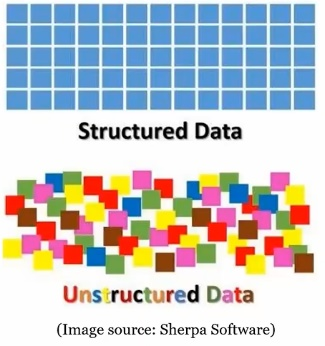 Structured Data
Unstructured Data
(Image source: Sherpa Software)